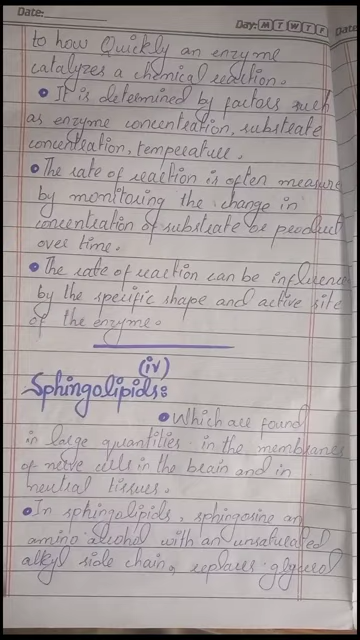 Date:
Day: M T W T F
Date
to how Quickly an enzyme
catalyzes a chemical reaction.
• It is determined by factors such
as enzyme concentration, substrate
concentration, temperature.
• The rate of reaction is often measure
by monitoring the change in
concentration of substrate or product
over time.
• The rate of reaction can be influence
by the specific shape and active site
of the enzyme.
(iv)
Sphingolipids:
• Which are found
in large quantities in the membranes
of nerve cells in the brain and in
neutral tissues.
• In sphingolipids, sphingosine an
amino alcohol with an unsaturated
alkyl side chain, replaces glycerol